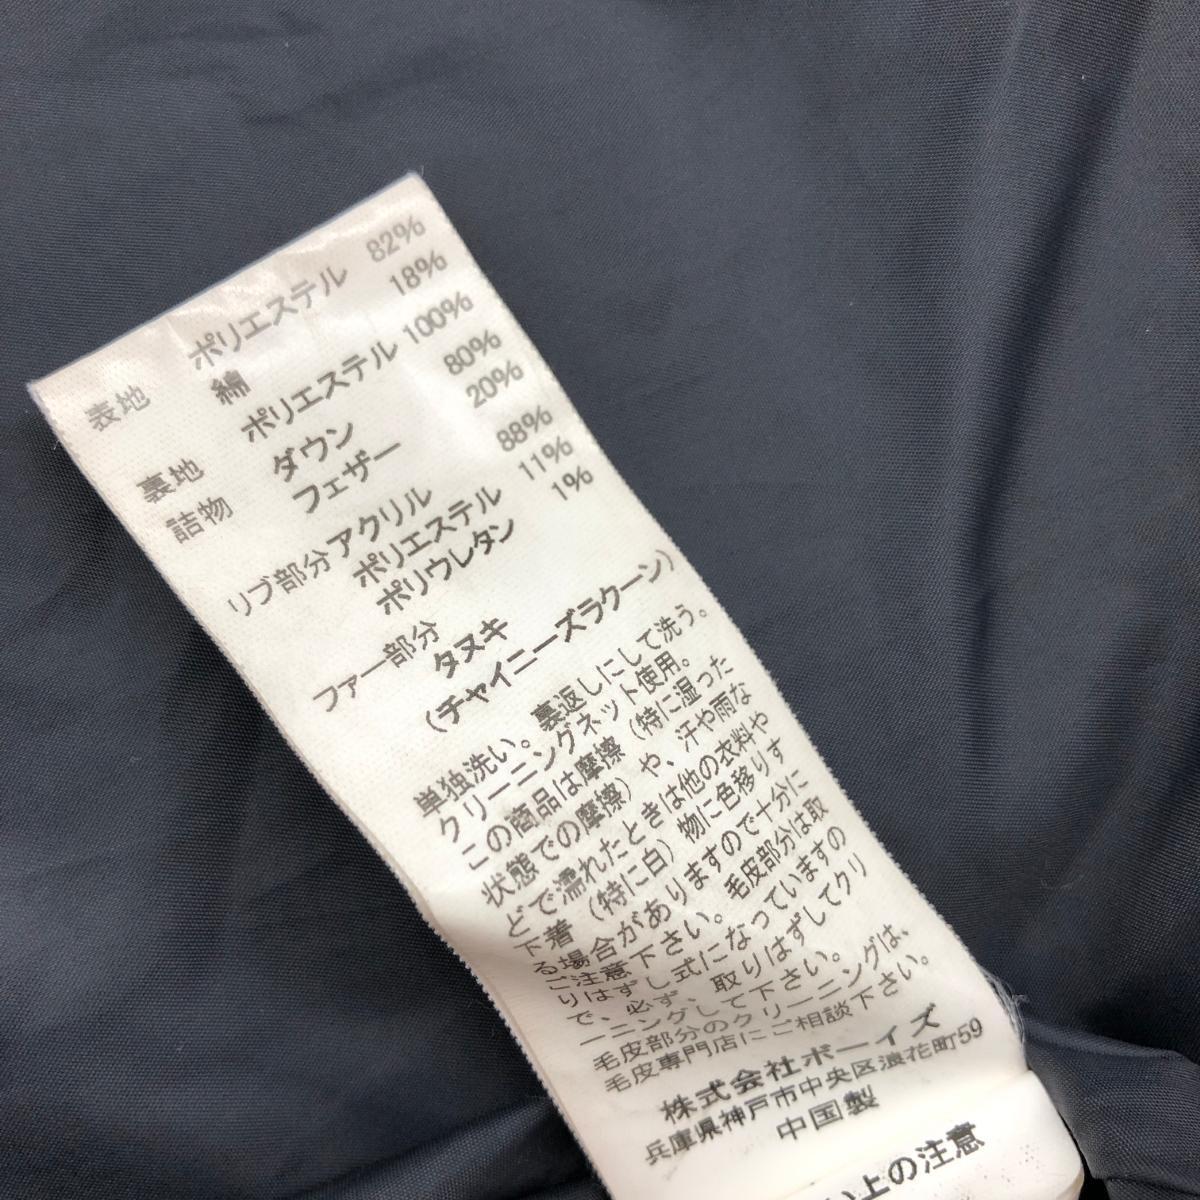 表地 ポリエステル 82%
綿 18%
裏地 ポリエステル 100%
詰物 ダウン 80%
フェザー 20%
リブ部分 アクリル 88%
ポリエステル 11%
ポリウレタン 1%
ファー部分
タヌキ
(チャイニーズラクーン)
単独洗い。裏返しにして洗う。
クリーニングネット使用。
この商品は摩擦(特に湿った
状態での摩擦)や、汗や雨な
どで濡れたときは他の衣料や
下着(特に白)物に色移りす
る場合がありますので十分に
ご注意下さい。毛皮部分は取
りはずし式になっていますの
で、必ず、取りはずしてクリ
ーニングして下さい。
毛皮部分のクリーニングは、
毛皮専門店にご相談下さい。
株式会社ボーイズ
兵庫県神戸市中央区浪花町59
中国製
い上の注意